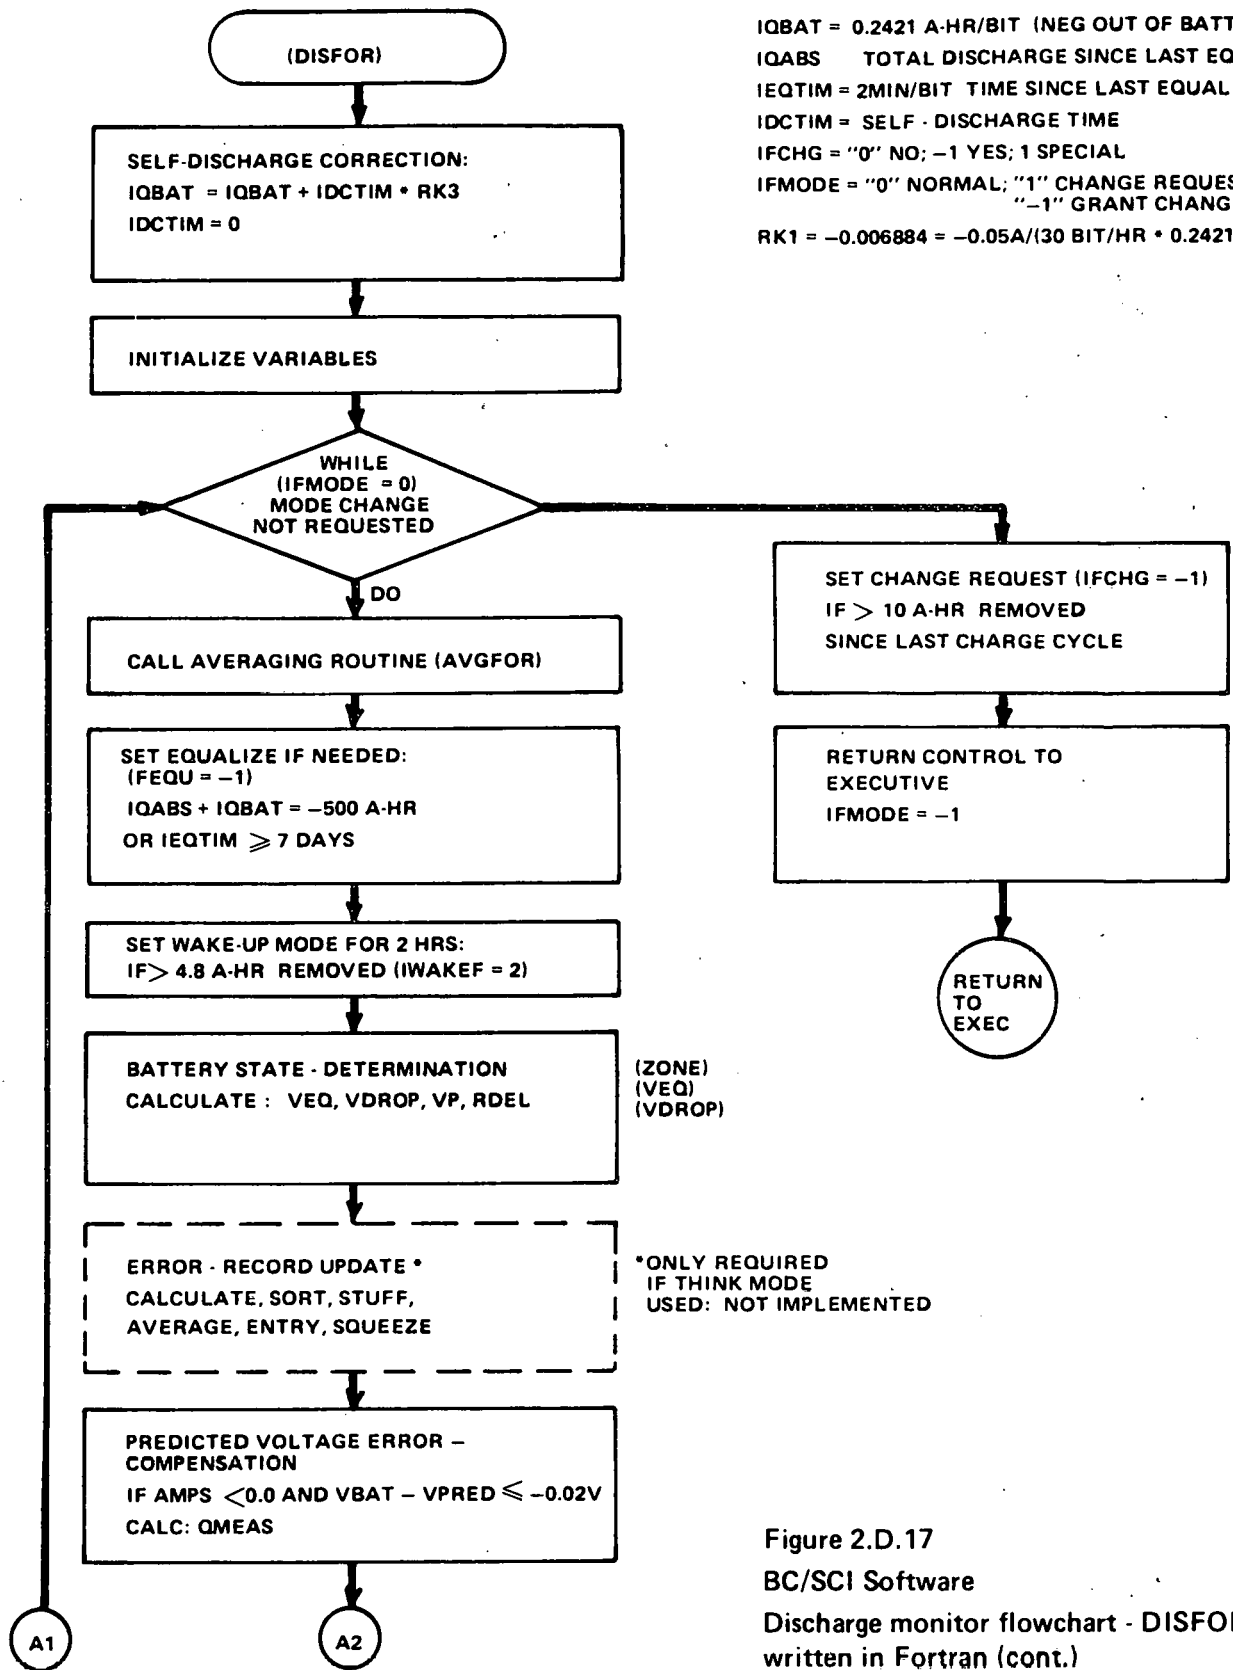 (DISFOR)
IQBAT = 0.2421 A-HR/BIT (NEG OUT OF BATT
IQABS TOTAL DISCHARGE SINCE LAST EQ
IEQTIM = 2MIN/BIT TIME SINCE LAST EQUAL
IDCTIM = SELF - DISCHARGE TIME
IFCHG = "0" NO; -1 YES; 1 SPECIAL
IFMODE = "0" NORMAL; "1" CHANGE REQUES
"-1" GRANT CHANG
RK1 = -0.006884 = -0.05A/(30 BIT/HR * 0.2421
SELF-DISCHARGE CORRECTION:
IQBAT = IQBAT + IDCTIM * RK3
IDCTIM = 0
INITIALIZE VARIABLES
WHILE
(IFMODE = 0)
MODE CHANGE
NOT REQUESTED
DO
CALL AVERAGING ROUTINE (AVGFOR)
SET EQUALIZE IF NEEDED:
(FEQU = -1)
IQABS + IQBAT = -500 A-HR
OR IEQTIM ⩾ 7 DAYS
SET WAKE-UP MODE FOR 2 HRS:
IF > 4.8 A-HR REMOVED (IWAKEF = 2)
BATTERY STATE - DETERMINATION
CALCULATE : VEQ, VDROP, VP, RDEL
(ZONE)
(VEQ)
(VDROP)
ERROR - RECORD UPDATE *
CALCULATE, SORT, STUFF,
AVERAGE, ENTRY, SQUEEZE
*ONLY REQUIRED
IF THINK MODE
USED: NOT IMPLEMENTED
PREDICTED VOLTAGE ERROR –
COMPENSATION
IF AMPS < 0.0 AND VBAT – VPRED ⩽ -0.02V
CALC: QMEAS
A1
A2
SET CHANGE REQUEST (IFCHG = -1)
IF > 10 A-HR REMOVED
SINCE LAST CHARGE CYCLE
RETURN CONTROL TO
EXECUTIVE
IFMODE = -1
RETURN
TO
EXEC
Figure 2.D.17
BC/SCI Software
Discharge monitor flowchart - DISFOR
written in Fortran (cont.)